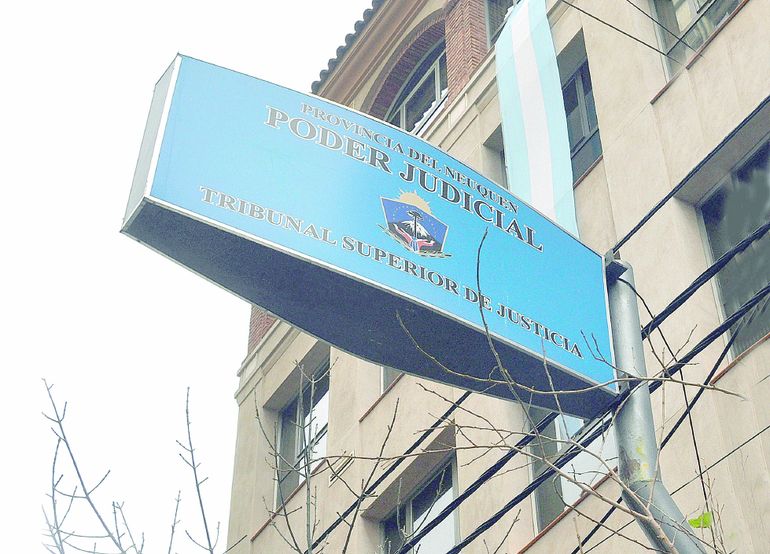 PROVINCIA DEL NEUQUEN
PODER JUDICIAL
TRIBUNAL SUPERIOR DE JUSTICIA